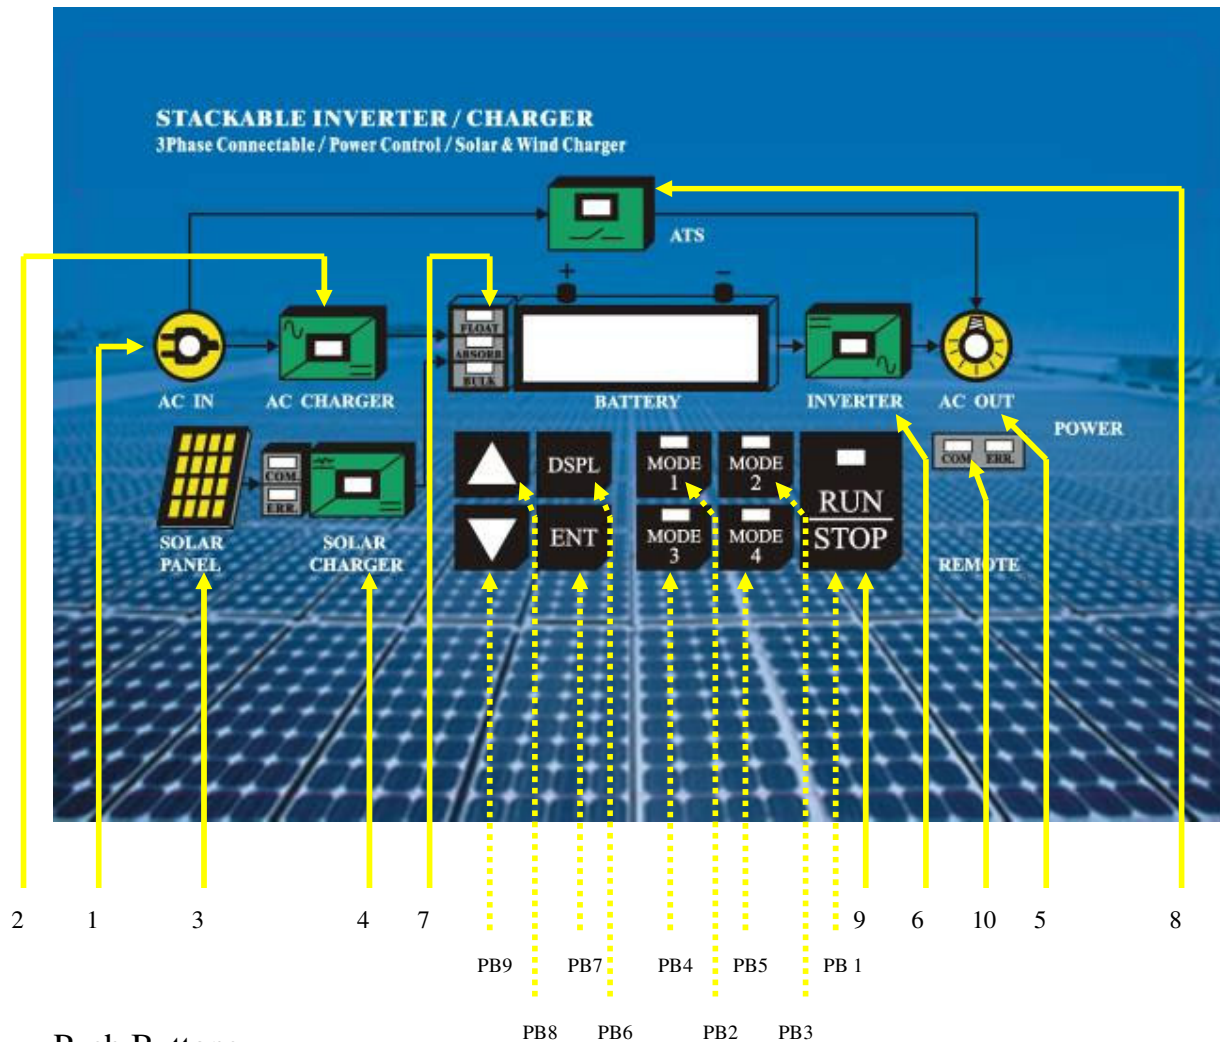 STACKABLE INVERTER / CHARGER
3Phase Connectable / Power Control / Solar & Wind Charger
ATS
+ −
FLOAT
ABSORB
BULK
AC IN
AC CHARGER
BATTERY
INVERTER
AC OUT
POWER
COM.
ERR.
DSPL
MODE
1
MODE
2
RUN
STOP
COM
ERR.
ENT
MODE
3
MODE
4
SOLAR
PANEL
SOLAR
CHARGER
REMOTE
2 1 3 4 7 9 6 10 5 8
PB9 PB7 PB4 PB5 PB 1
PB8 PB6 PB2 PB3